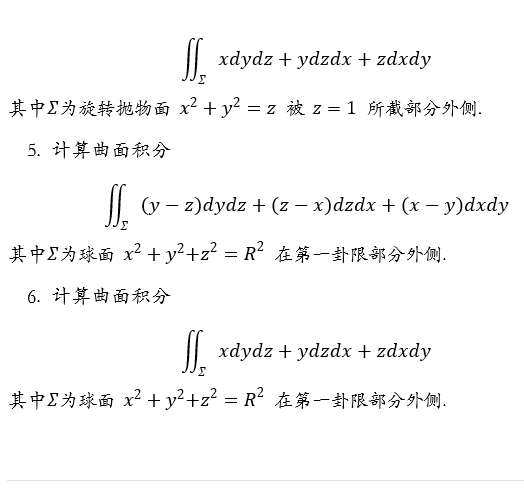 ∬_Σ xdydz + ydzdx + zdxdy
其中Σ为旋转抛物面 x² + y² = z 被 z = 1 所截部分外侧.
5. 计算曲面积分
∬_Σ (y − z)dydz + (z − x)dzdx + (x − y)dxdy
其中Σ为球面 x² + y²+z² = R² 在第一卦限部分外侧.
6. 计算曲面积分
∬_Σ xdydz + ydzdx + zdxdy
其中Σ为球面 x² + y²+z² = R² 在第一卦限部分外侧.